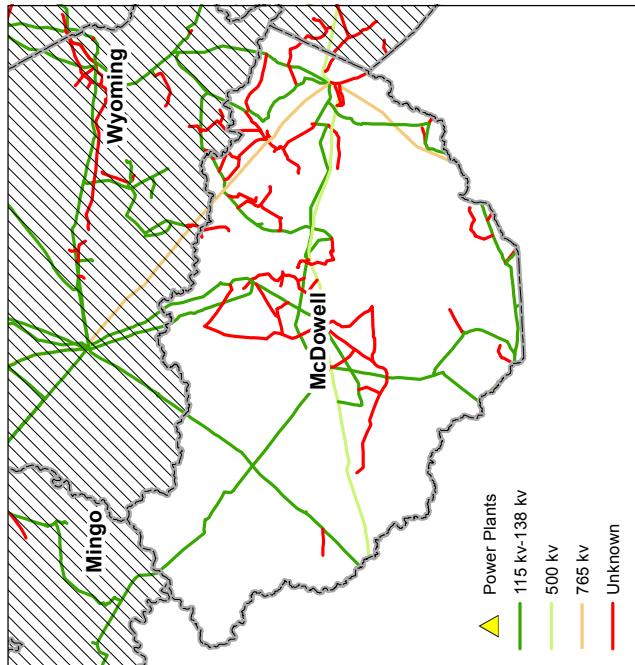 Wyoming
Mingo
McDowell
Power Plants
115 kv-138 kv
500 kv
765 kv
Unknown